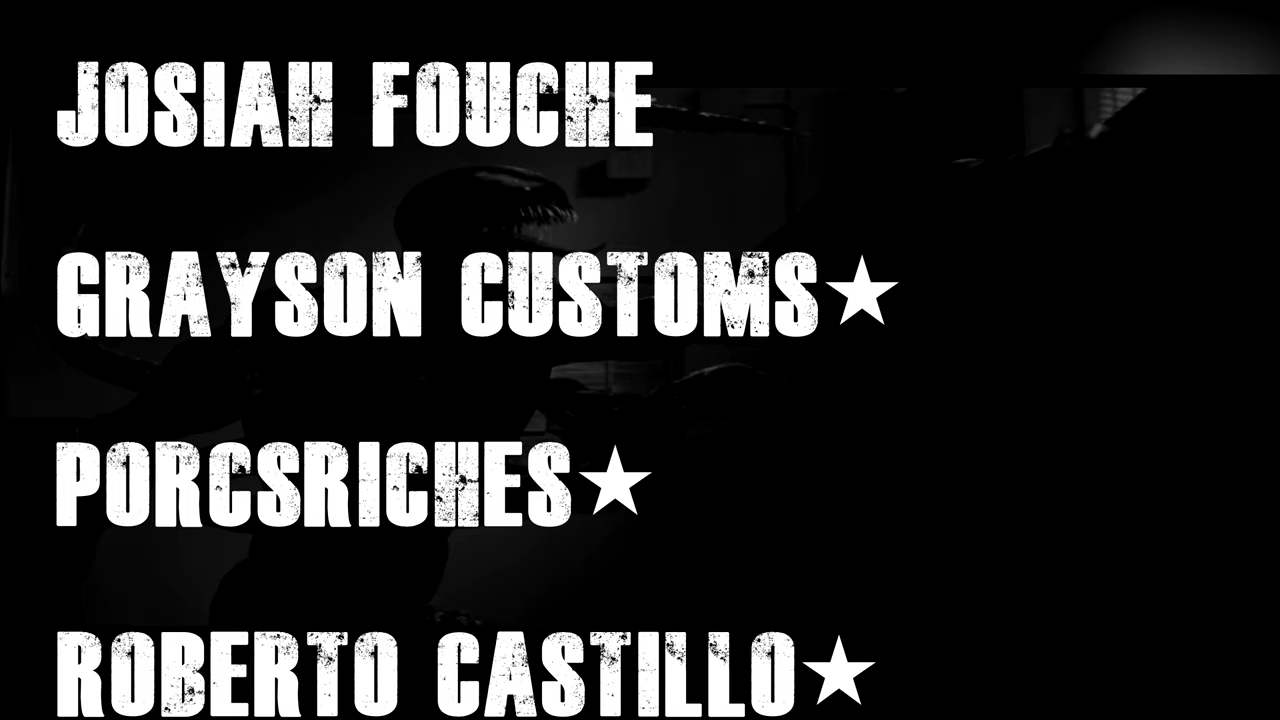 JOSIAH FOUCHE
GRAYSON CUSTOMS★
PORCSRICHES★
ROBERTO CASTILLO★